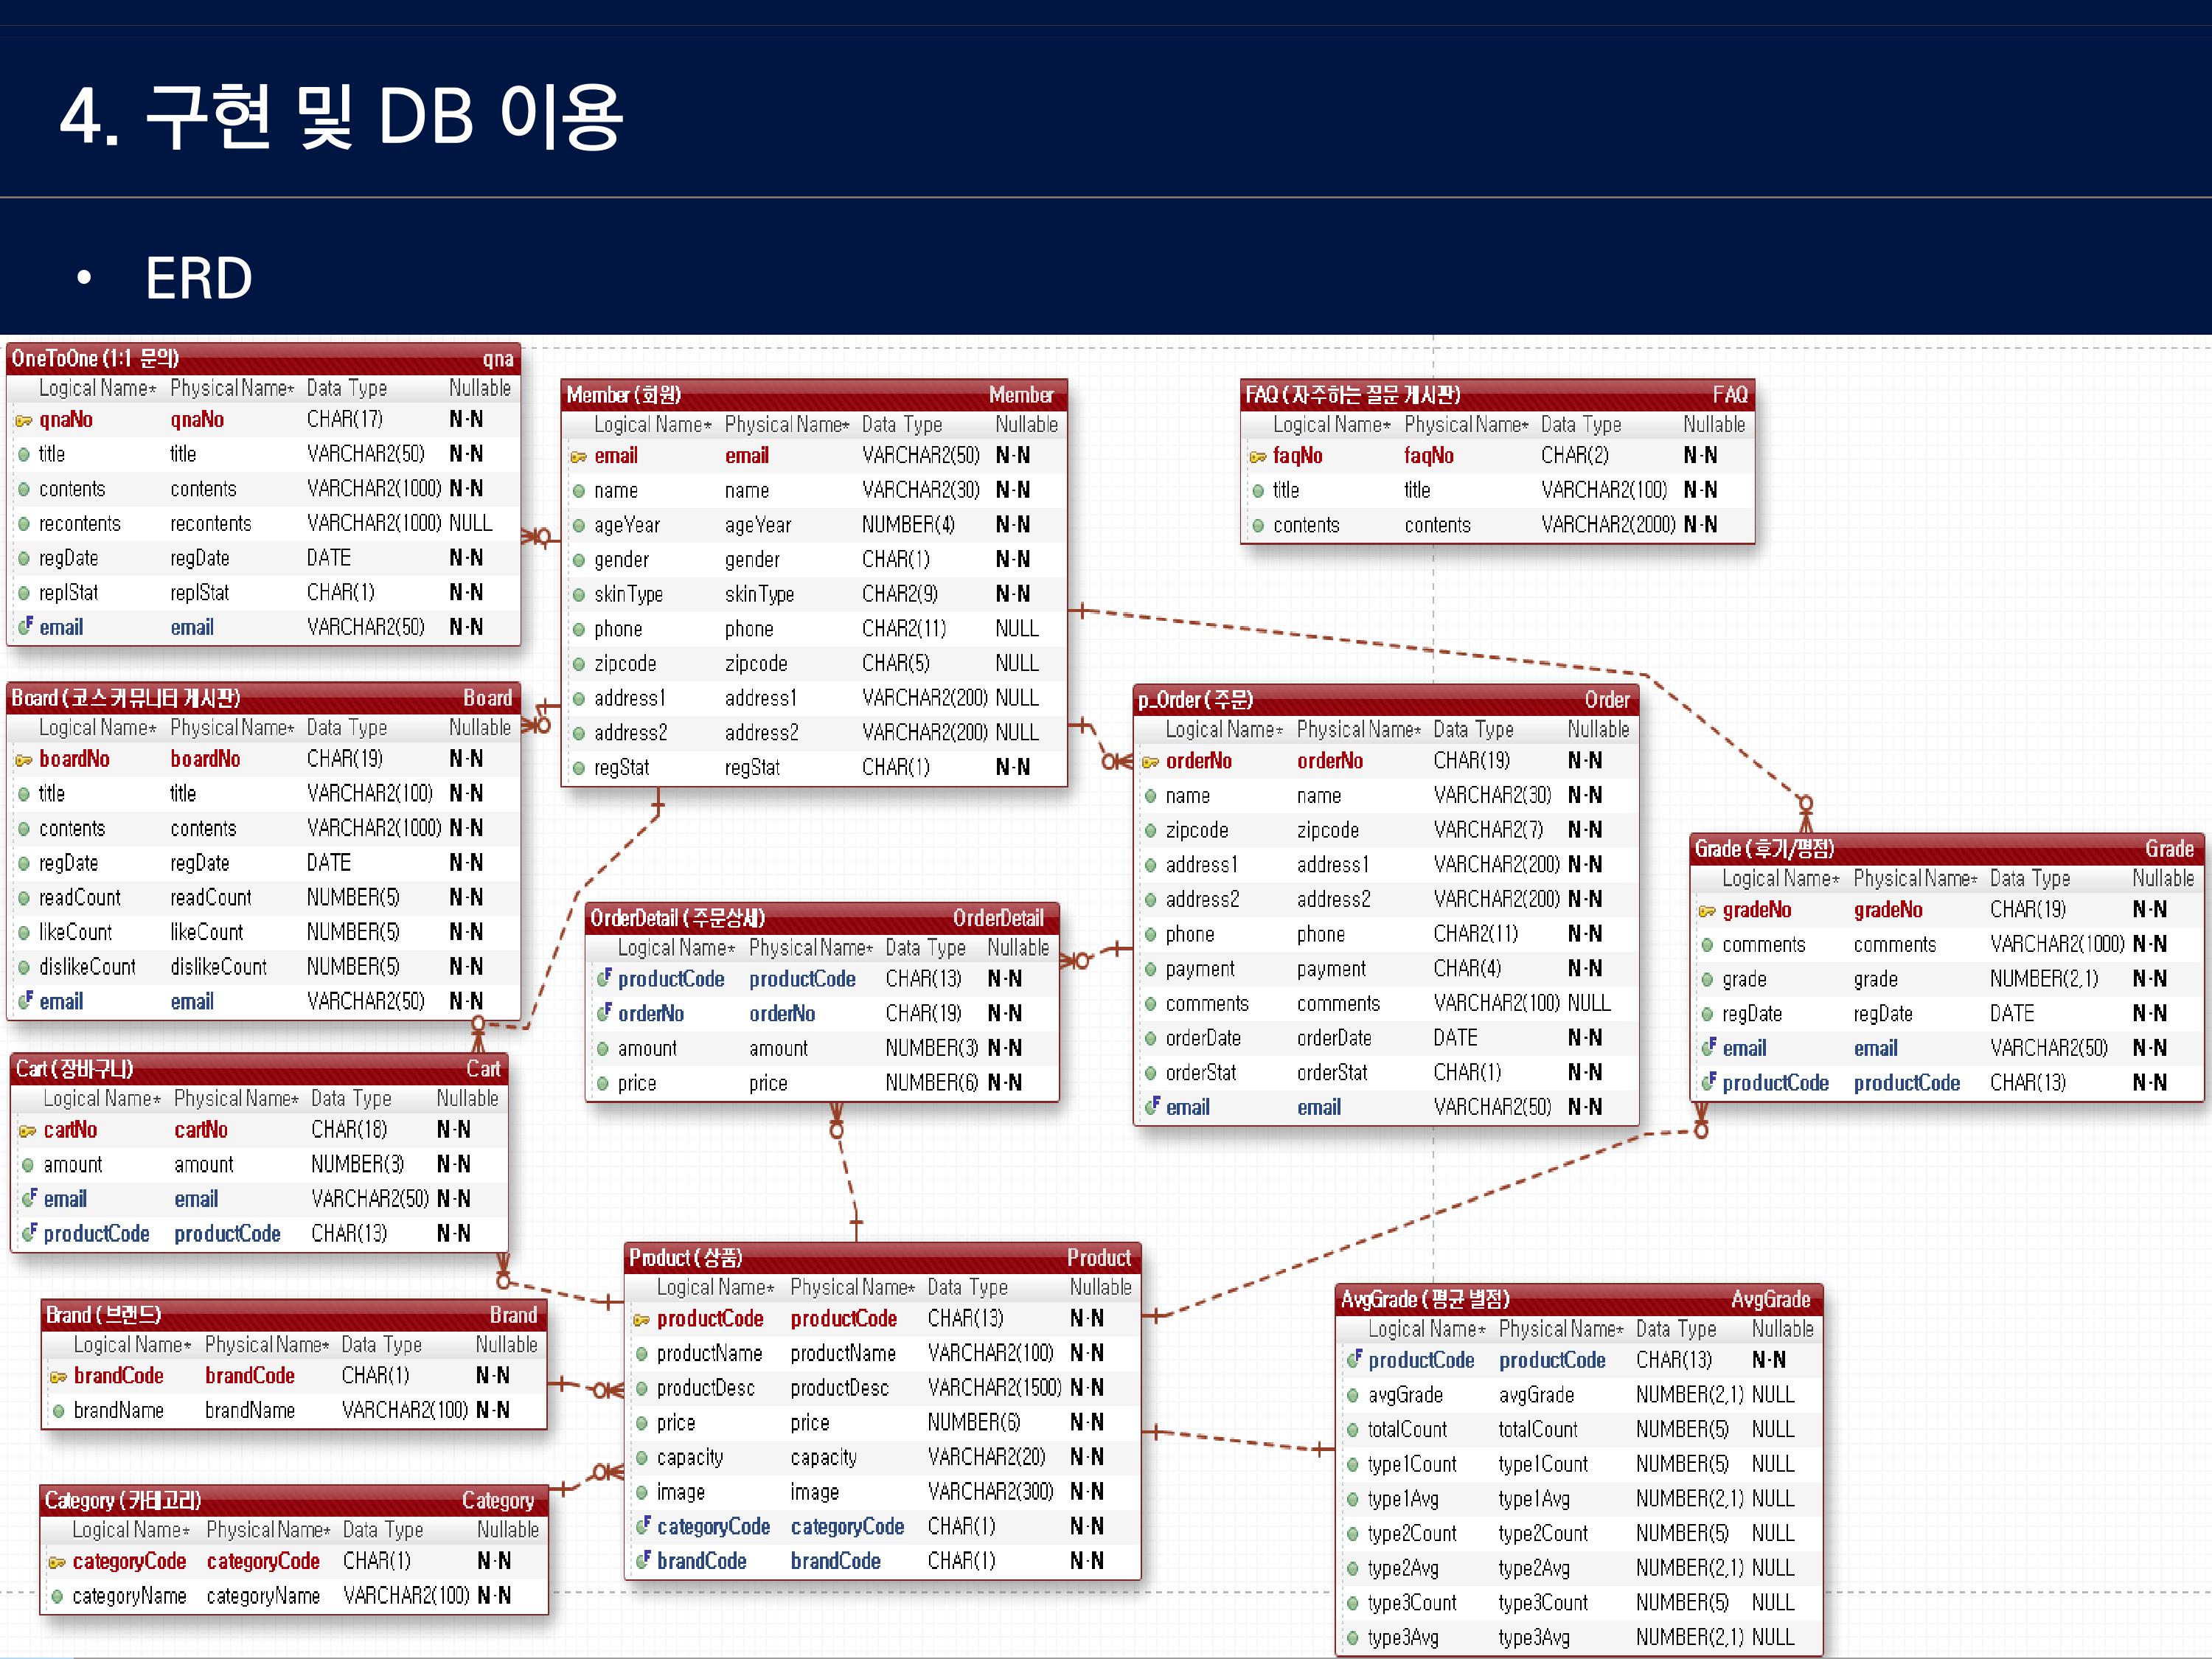 4. 구현 및 DB 이용
• ERD
OneToOne (1:1 문의) qna
Logical Name* Physical Name* Data Type Nullable
qnaNo qnaNo CHAR(17) N-N
title title VARCHAR2(50) N-N
contents contents VARCHAR2(1000) N-N
recontents recontents VARCHAR2(1000) NULL
regDate regDate DATE N-N
replStat replStat CHAR(1) N-N
email email VARCHAR2(50) N-N
Member (회원) Member
Logical Name* Physical Name* Data Type Nullable
email email VARCHAR2(50) N-N
name name VARCHAR2(30) N-N
ageYear ageYear NUMBER(4) N-N
gender gender CHAR(1) N-N
skinType skinType CHAR2(9) N-N
phone phone CHAR2(11) NULL
zipcode zipcode CHAR(5) NULL
address1 address1 VARCHAR2(200) NULL
address2 address2 VARCHAR2(200) NULL
regStat regStat CHAR(1) N-N
FAQ (자주하는 질문 게시판) FAQ
Logical Name* Physical Name* Data Type Nullable
faqNo faqNo CHAR(2) N-N
title title VARCHAR2(100) N-N
contents contents VARCHAR2(2000) N-N
Board (코스커뮤니티 게시판) Board
Logical Name* Physical Name* Data Type Nullable
boardNo boardNo CHAR(19) N-N
title title VARCHAR2(100) N-N
contents contents VARCHAR2(1000) N-N
regDate regDate DATE N-N
readCount readCount NUMBER(5) N-N
likeCount likeCount NUMBER(5) N-N
dislikeCount dislikeCount NUMBER(5) N-N
email email VARCHAR2(50) N-N
p_Order (주문) Order
Logical Name* Physical Name* Data Type Nullable
orderNo orderNo CHAR(19) N-N
name name VARCHAR2(30) N-N
zipcode zipcode VARCHAR2(7) N-N
address1 address1 VARCHAR2(200) N-N
address2 address2 VARCHAR2(200) N-N
phone phone CHAR2(11) N-N
payment payment CHAR(4) N-N
comments comments VARCHAR2(100) NULL
orderDate orderDate DATE N-N
orderStat orderStat CHAR(1) N-N
email email VARCHAR2(50) N-N
Grade (후기/평점) Grade
Logical Name* Physical Name* Data Type Nullable
gradeNo gradeNo CHAR(19) N-N
comments comments VARCHAR2(1000) N-N
grade grade NUMBER(2,1) N-N
regDate regDate DATE N-N
email email VARCHAR2(50) N-N
productCode productCode CHAR(13) N-N
OrderDetail (주문상세) OrderDetail
Logical Name* Physical Name* Data Type Nullable
productCode productCode CHAR(13) N-N
orderNo orderNo CHAR(19) N-N
amount amount NUMBER(3) N-N
price price NUMBER(6) N-N
Cart (장바구니) Cart
Logical Name* Physical Name* Data Type Nullable
cartNo cartNo CHAR(18) N-N
amount amount NUMBER(3) N-N
email email VARCHAR2(50) N-N
productCode productCode CHAR(13) N-N
Product (상품) Product
Logical Name* Physical Name* Data Type Nullable
productCode productCode CHAR(13) N-N
productName productName VARCHAR2(100) N-N
productDesc productDesc VARCHAR2(1500) N-N
price price NUMBER(6) N-N
capacity capacity VARCHAR2(20) N-N
image image VARCHAR2(300) N-N
categoryCode categoryCode CHAR(1) N-N
brandCode brandCode CHAR(1) N-N
Brand (브랜드) Brand
Logical Name* Physical Name* Data Type Nullable
brandCode brandCode CHAR(1) N-N
brandName brandName VARCHAR2(100) N-N
Category (카테고리) Category
Logical Name* Physical Name* Data Type Nullable
categoryCode categoryCode CHAR(1) N-N
categoryName categoryName VARCHAR2(100) N-N
AvgGrade (평균 별점) AvgGrade
Logical Name* Physical Name* Data Type Nullable
productCode productCode CHAR(13) N-N
avgGrade avgGrade NUMBER(2,1) NULL
totalCount totalCount NUMBER(5) NULL
type1Count type1Count NUMBER(5) NULL
type1Avg type1Avg NUMBER(2,1) NULL
type2Count type2Count NUMBER(5) NULL
type2Avg type2Avg NUMBER(2,1) NULL
type3Count type3Count NUMBER(5) NULL
type3Avg type3Avg NUMBER(2,1) NULL